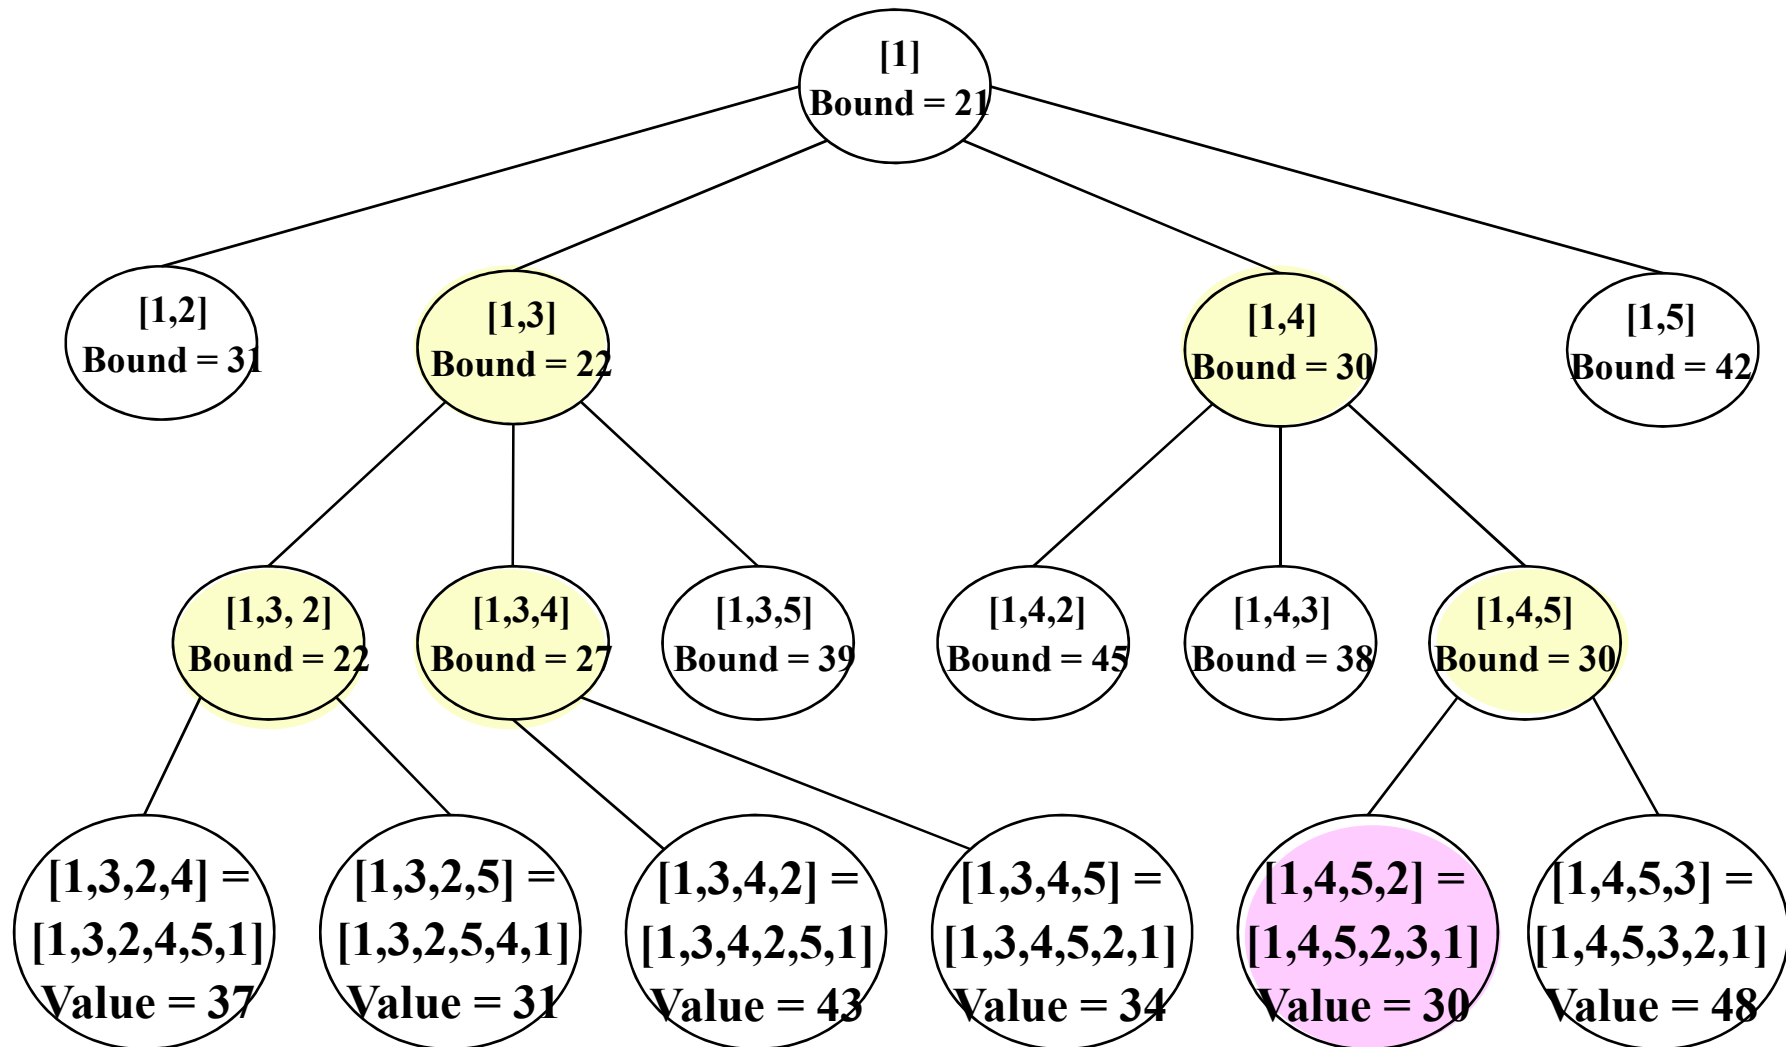 [1]
Bound = 21
[1,2]
Bound = 31
[1,3]
Bound = 22
[1,4]
Bound = 30
[1,5]
Bound = 42
[1,3, 2]
Bound = 22
[1,3,4]
Bound = 27
[1,3,5]
Bound = 39
[1,4,2]
Bound = 45
[1,4,3]
Bound = 38
[1,4,5]
Bound = 30
[1,3,2,4] =
[1,3,2,4,5,1]
Value = 37
[1,3,2,5] =
[1,3,2,5,4,1]
Value = 31
[1,3,4,2] =
[1,3,4,2,5,1]
Value = 43
[1,3,4,5] =
[1,3,4,5,2,1]
Value = 34
[1,4,5,2] =
[1,4,5,2,3,1]
Value = 30
[1,4,5,3] =
[1,4,5,3,2,1]
Value = 48